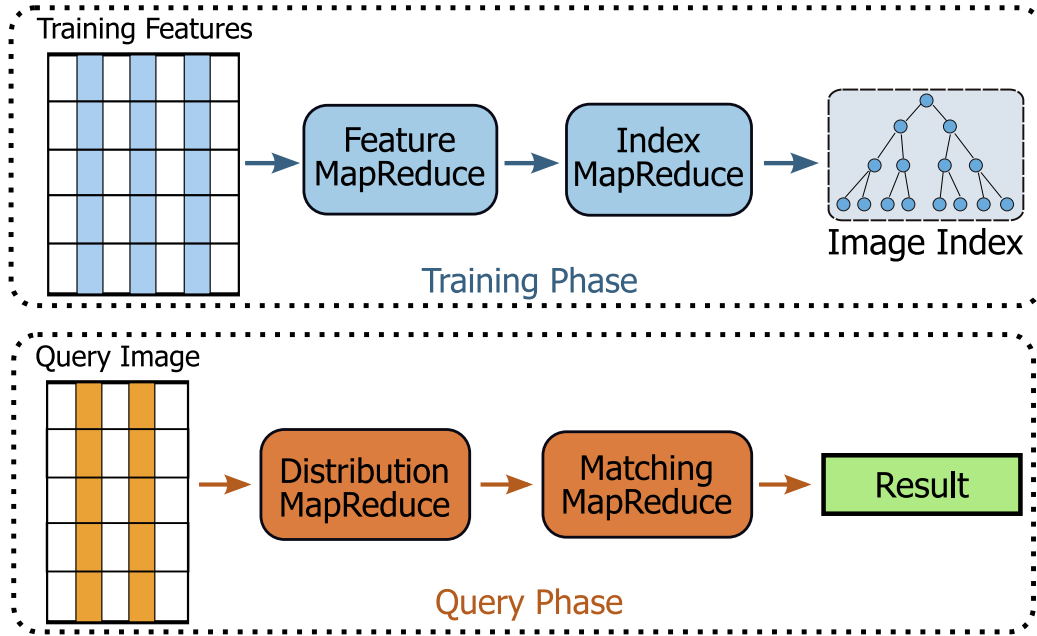 Training Features
Feature
MapReduce
Index
MapReduce
Image Index
Training Phase
Query Image
Distribution
MapReduce
Matching
MapReduce
Result
Query Phase